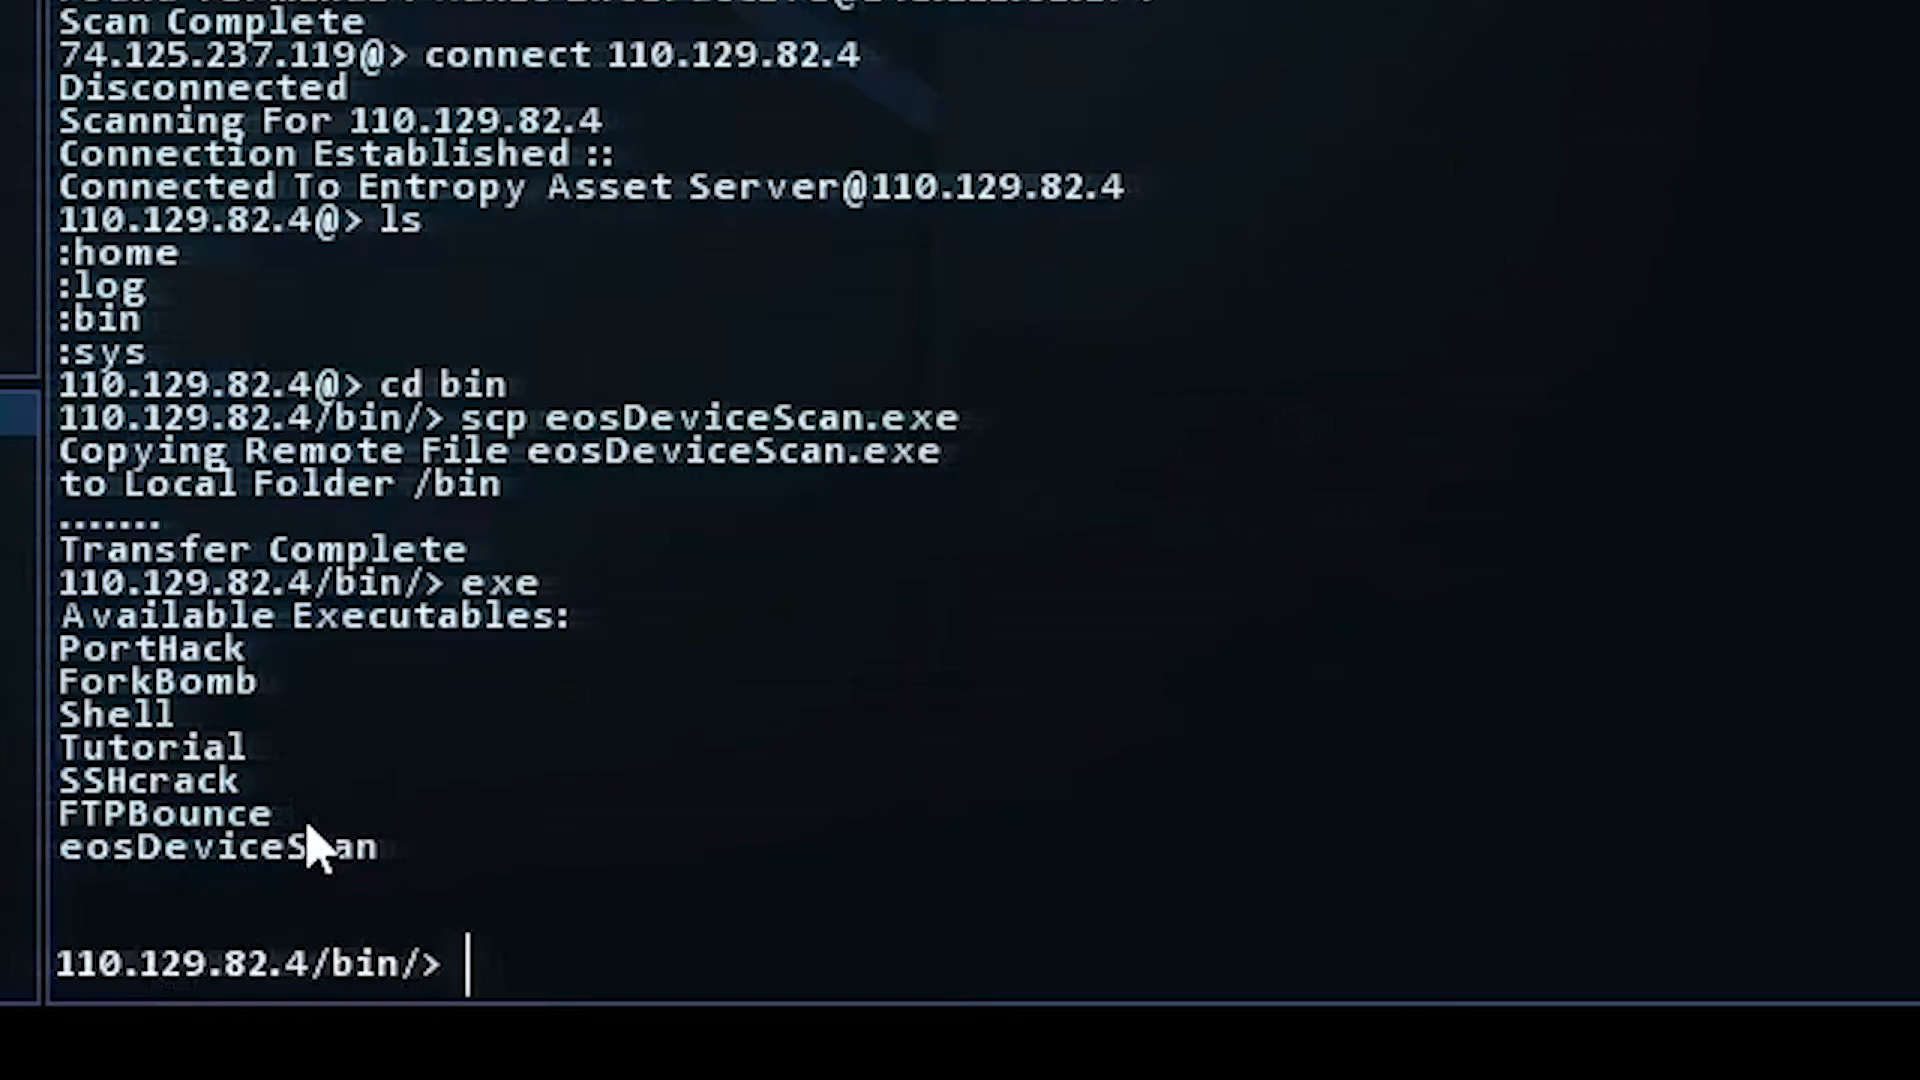 Scan Complete
74.125.237.119@> connect 110.129.82.4
Disconnected
Scanning For 110.129.82.4
Connection Established ::
Connected To Entropy Asset Server@110.129.82.4
110.129.82.4@> ls
:home
:log
:bin
:sys
110.129.82.4@> cd bin
110.129.82.4/bin/> scp eosDeviceScan.exe
Copying Remote File eosDeviceScan.exe
to Local Folder /bin
.......
Transfer Complete
110.129.82.4/bin/> exe
Available Executables:
PortHack
ForkBomb
Shell
Tutorial
SSHcrack
FTPBounce
eosDeviceScan
110.129.82.4/bin/>